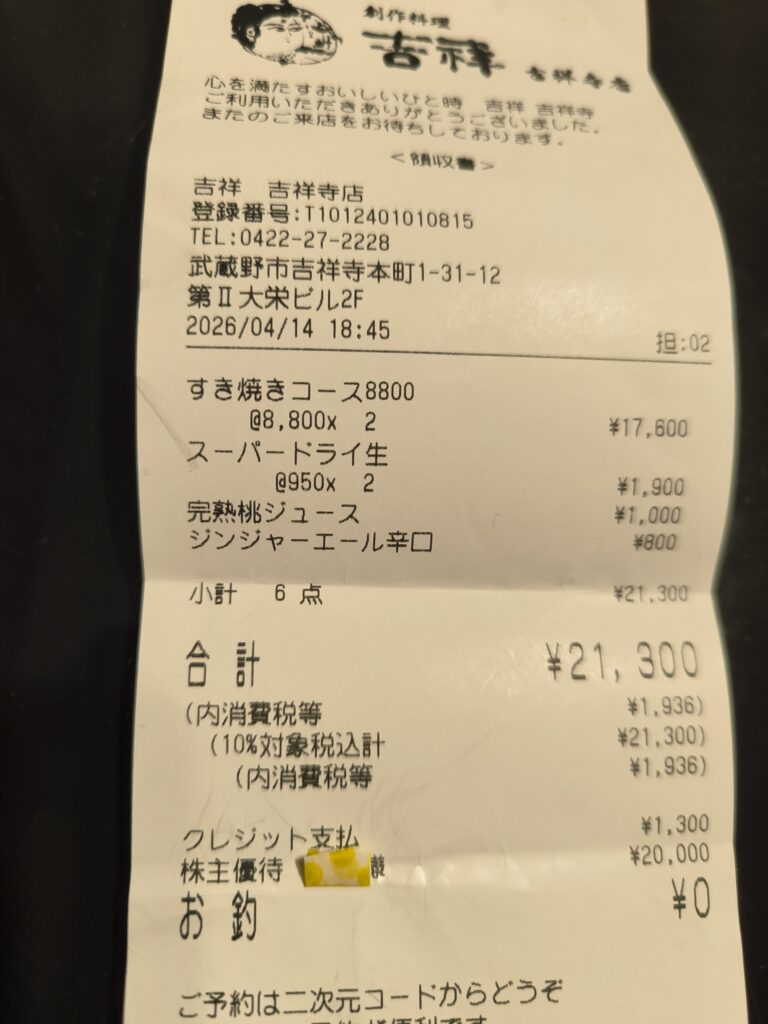 創作料理
吉祥 吉祥寺店
心を満たすおいしいひと時 吉祥 吉祥寺
ご利用いただきありがとうございました。
またのご来店をお待ちしております。
<領収書>
吉祥 吉祥寺店
登録番号:T1012401010815
TEL:0422-27-2228
武蔵野市吉祥寺本町1-31-12
第Ⅱ大栄ビル2F
2026/04/14 18:45 担:02
すき焼きコース8800
@8,800x 2 ¥17,600
スーパードライ生
@950x 2 ¥1,900
完熟桃ジュース ¥1,000
ジンジャーエール辛口 ¥800
小計 6 点 ¥21,300
合計 ¥21,300
(内消費税等 ¥1,936)
(10%対象税込計 ¥21,300)
(内消費税等 ¥1,936)
クレジット支払 ¥1,300
株主優待 ¥20,000
お釣 ¥0
ご予約は二次元コードからどうぞ